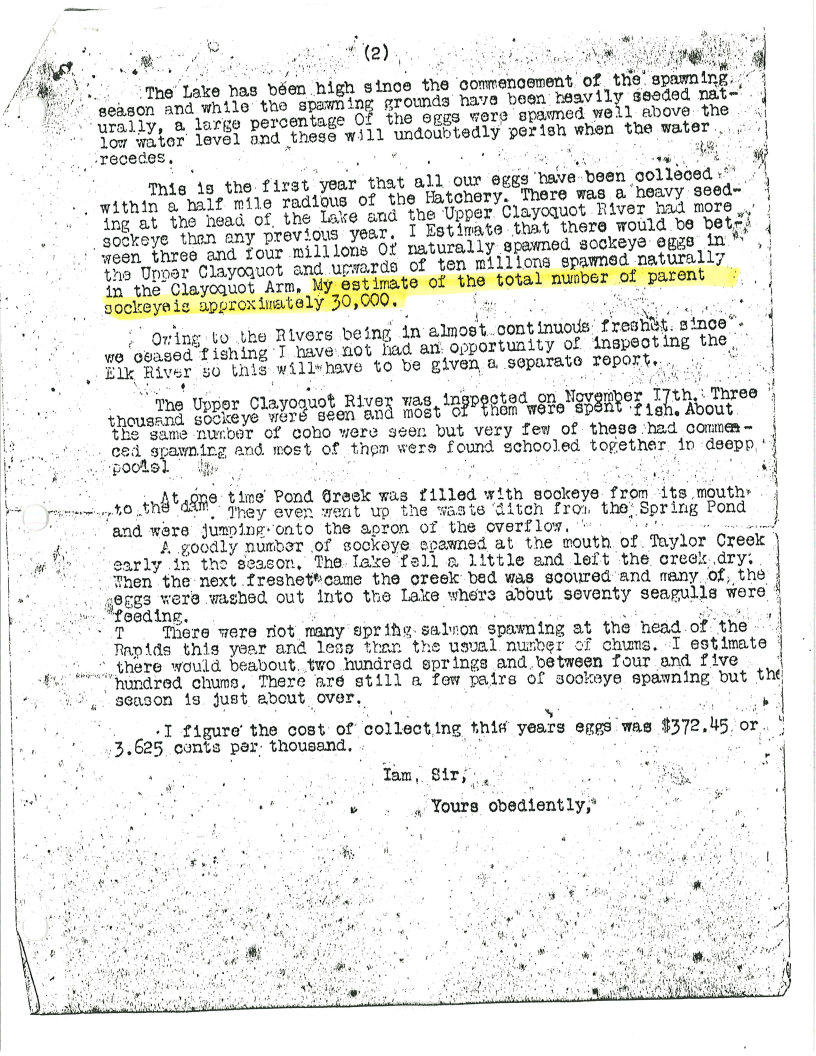 (2)
The Lake has been high since the commencement of the spawning
season and while the spawning grounds have been heavily seeded nat-
urally, a large percentage Of the eggs were spawned well above the
low water level and these will undoubtedly perish when the water
recedes.
This is the first year that all our eggs have been colleced
within a half mile radious of the Hatchery. There was a heavy seed-
ing at the head of the Lake and the Upper Clayoquot River had more
sockeye than any previous year. I Estimate that there would be bet-
ween three and four millions Of naturally spawned sockeye eggs in
the Upper Clayoquot and upwards of ten millions spawned naturally
in the Clayoquot Arm. My estimate of the total number of parent
sockeyeis approximately 30,000.
Owing to the Rivers being in almost continuous freshet since
we ceased fishing I have not had an opportunity of inspecting the
Elk River so this will have to be given a separate report.
The Upper Clayoquot River was inspected on November 17th. Three
thousand sockeye were seen and most of them were spent fish. About
the same number of coho were seen but very few of these had commen-
ced spawning and most of them were found schooled together in deepp
pools.
At one time Pond Creek was filled with sockeye from its mouth
to the dam. They even went up the waste ditch from the Spring Pond
and were jumping onto the apron of the overflow.
A goodly number of sockeye spawned at the mouth of Taylor Creek
early in the season. The Lake fell a little and left the creek dry.
When the next freshet came the creek bed was scoured and many of the
eggs were washed out into the Lake where about seventy seagulls were
feeding.
T There were not many spring salmon spawning at the head of the
Rapids this year and less than the usual number of chums. I estimate
there would beabout two hundred springs and between four and five
hundred chums. There are still a few pairs of sockeye spawning but the
season is just about over.
I figure the cost of collecting this years eggs was $372.45 or
3.625 cents per thousand.
Iam, Sir,
Yours obediently,